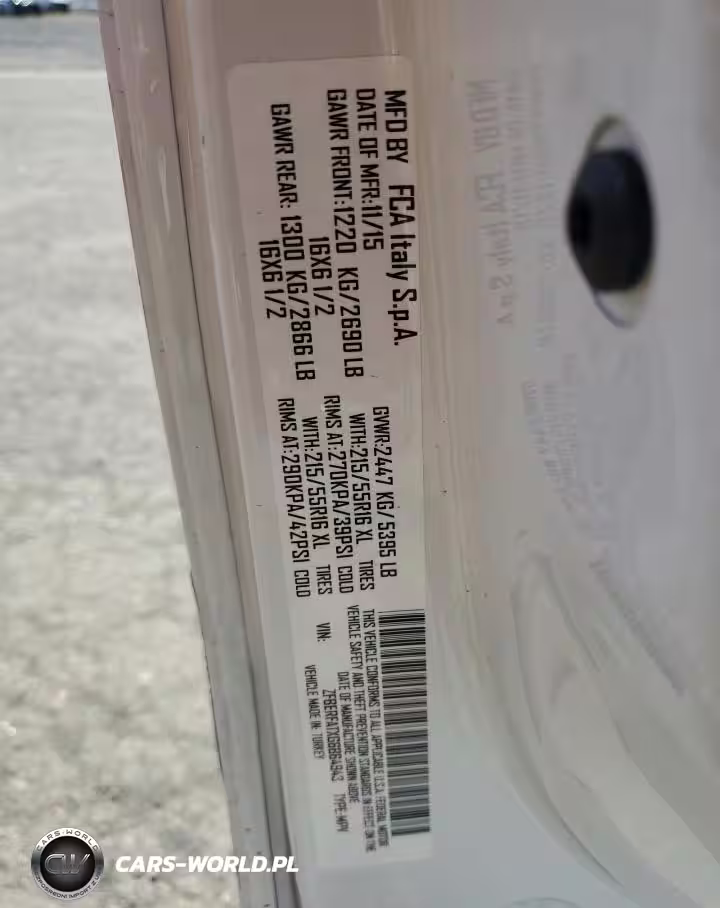 MFD BY FCA Italy S.p.A.
DATE OF MFR:11/15 GVWR:2447 KG/5395 LB
GAWR FRONT:1220 KG/2690 LB WITH:215/55R16 XL TIRES
16X6 1/2 RIMS AT:270KPA/39PSI COLD
GAWR REAR: 1300 KG/2866 LB WITH:215/55R16 XL TIRES
16X6 1/2 RIMS AT:290KPA/42PSI COLD
THIS VEHICLE CONFORMS TO ALL APPLICABLE U.S.A. FEDERAL MOTOR
VEHICLE SAFETY AND THEFT PREVENTION STANDARDS IN EFFECT ON THE
DATE OF MANUFACTURE SHOWN ABOVE
VIN: ZFBERFATXG6B64943 TYPE:MPV
VEHICLE MADE IN: TURKEY
CARS-WORLD
CW
CARS-WORLD.PL